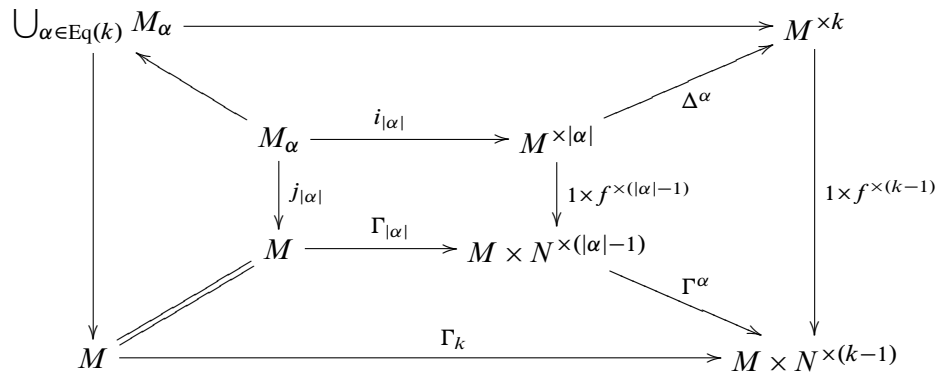 ⋃_{α∈Eq(k)} M_α M^{×k}
Δ^α
i_{|α|}
M_α M^{×|α|}
j_{|α|} 1×f^{×(|α|−1)} 1×f^{×(k−1)}
Γ_{|α|}
M M × N^{×(|α|−1)}
Γ^α
Γ_k
M M × N^{×(k−1)}